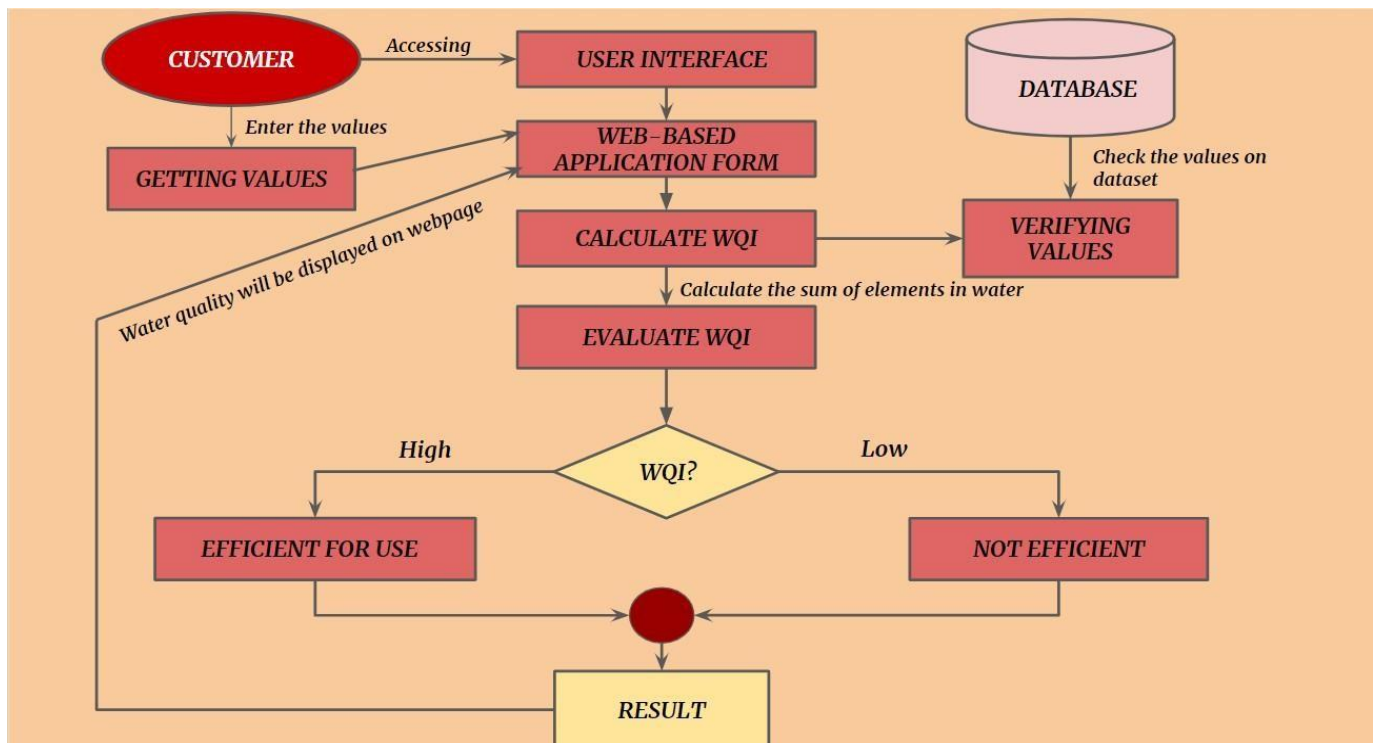 CUSTOMER
Accessing
USER INTERFACE
DATABASE
Enter the values
GETTING VALUES
WEB-BASED
APPLICATION FORM
Check the values on
dataset
Water quality will be displayed on webpage
CALCULATE WQI
VERIFYING
VALUES
Calculate the sum of elements in water
EVALUATE WQI
High
WQI?
Low
EFFICIENT FOR USE
NOT EFFICIENT
RESULT